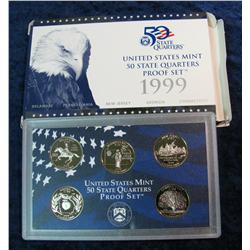 50
STATE
QUARTERS
UNITED STATES MINT
50 STATE QUARTERS
PROOF SET
1999
DELAWARE PENNSYLVANIA NEW JERSEY GEORGIA CONNECTICUT
UNITED STATES MINT
50 STATE QUARTERS
PROOF SET